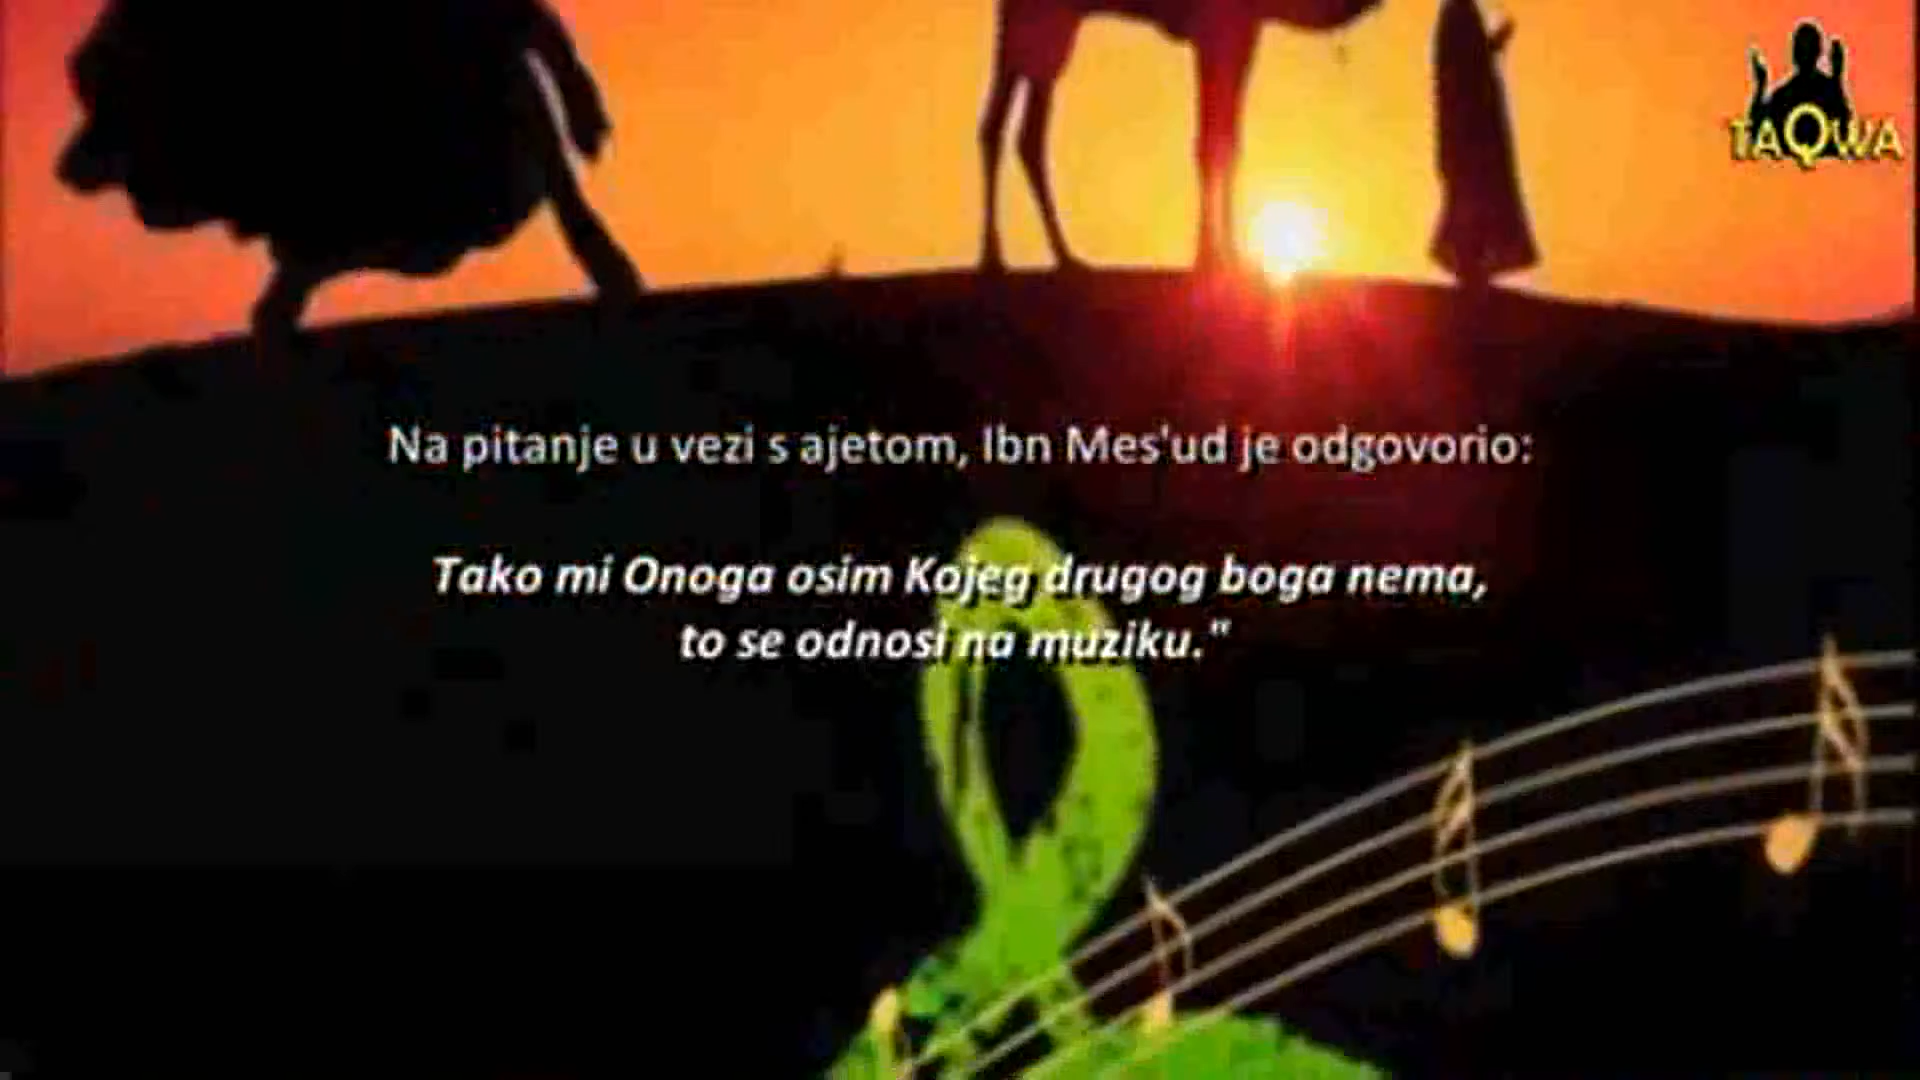 TAQWA
Na pitanje u vezi s ajetom, Ibn Mes'ud je odgovorio:
Tako mi Onoga osim Kojeg drugog boga nema,
to se odnosi na muziku."